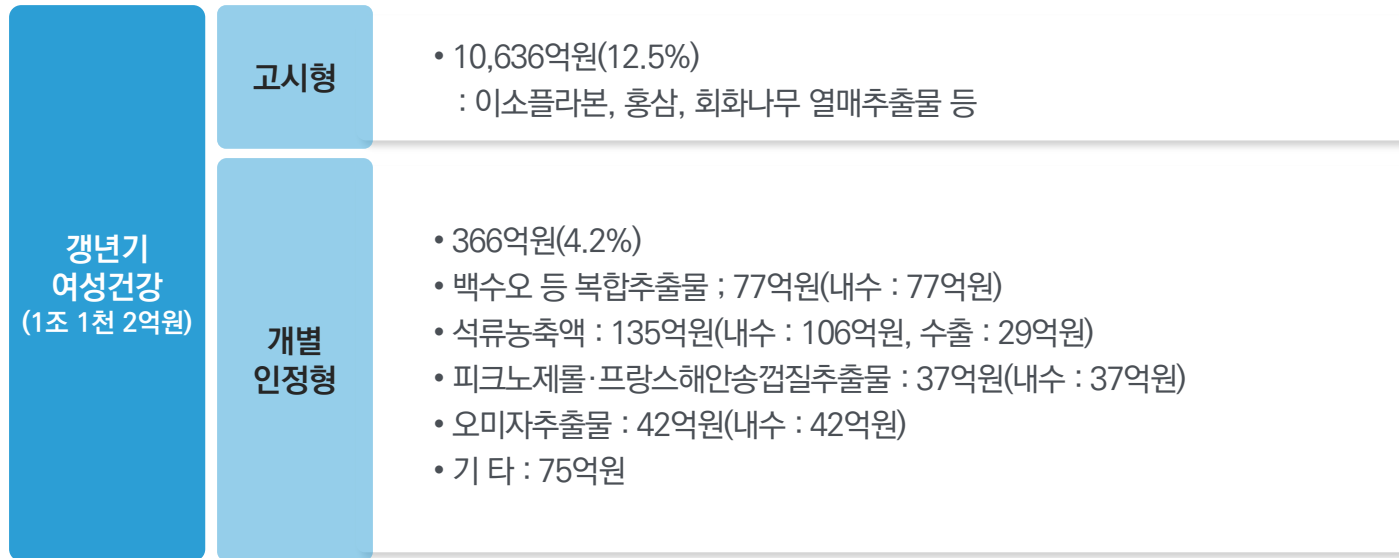 갱년기
여성건강
(1조 1천 2억원)
고시형
• 10,636억원(12.5%)
: 이소플라본, 홍삼, 회화나무 열매추출물 등
개별
인정형
• 366억원(4.2%)
• 백수오 등 복합추출물 ; 77억원(내수 : 77억원)
• 석류농축액 : 135억원(내수 : 106억원, 수출 : 29억원)
• 피크노제롤·프랑스해안송껍질추출물 : 37억원(내수 : 37억원)
• 오미자추출물 : 42억원(내수 : 42억원)
• 기 타 : 75억원